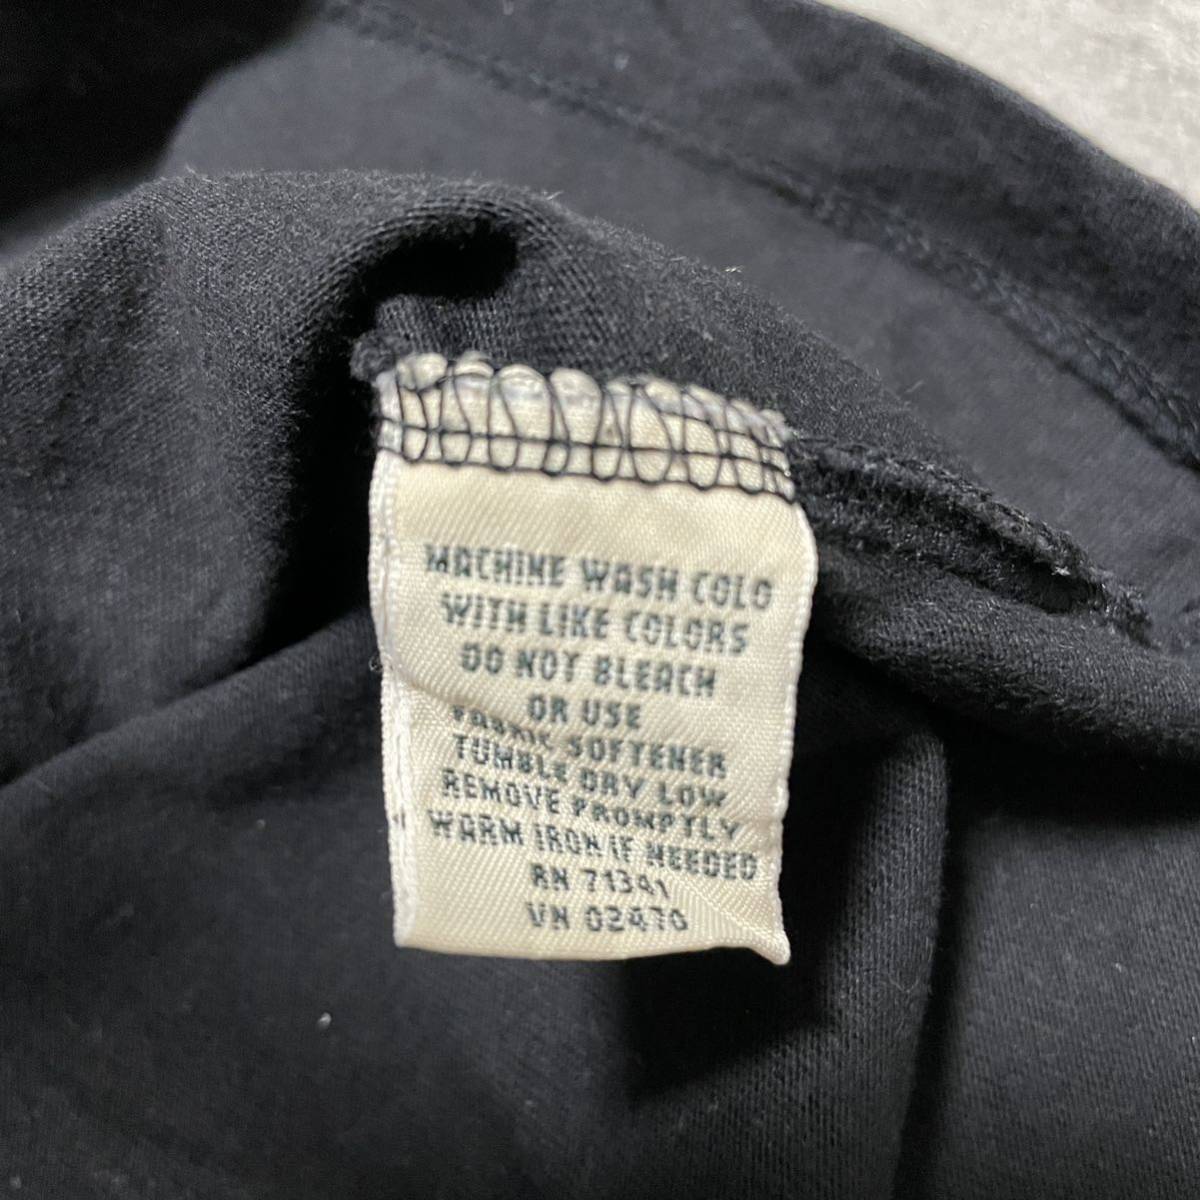 MACHINE WASH COLD
WITH LIKE COLORS
DO NOT BLEACH
OR USE
FABRIC SOFTENER
TUMBLE DRY LOW
REMOVE PROMPTLY
WARM IRON IF NEEDED
RN 71341
VN 02470